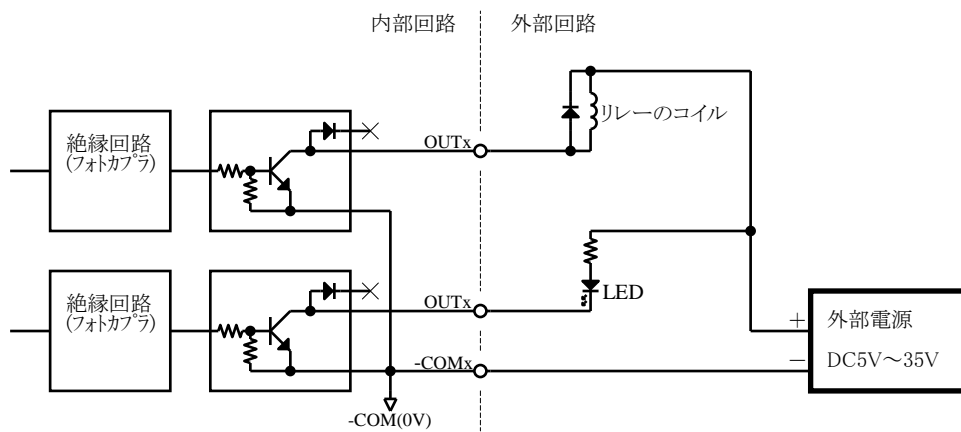 内部回路
外部回路
絶縁回路
(フォトカプラ)
OUTx
リレーのコイル
絶縁回路
(フォトカプラ)
OUTx
LED
-COMx
+
外部電源
−
DC5V～35V
-COM(0V)